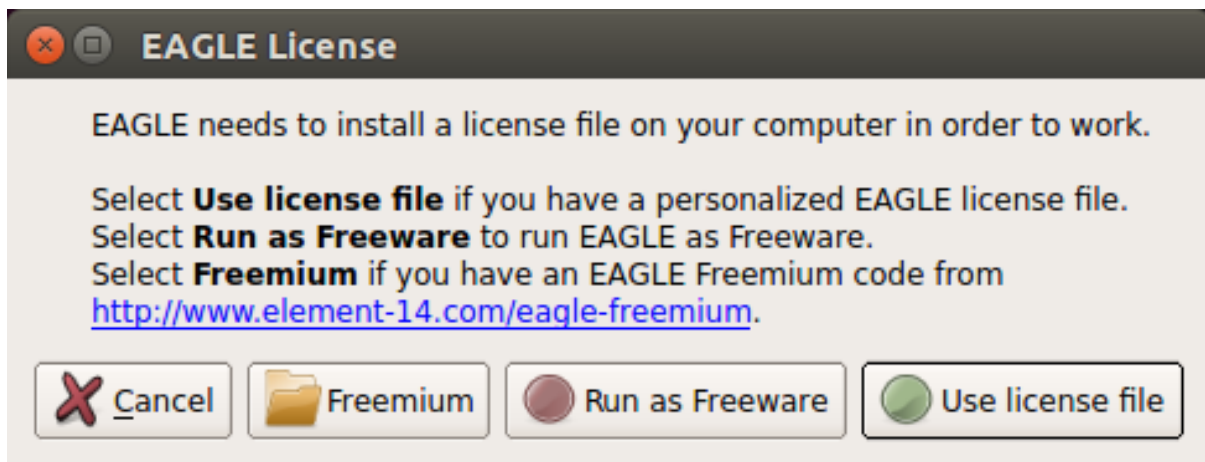 EAGLE License
EAGLE needs to install a license file on your computer in order to work.
Select Use license file if you have a personalized EAGLE license file.
Select Run as Freeware to run EAGLE as Freeware.
Select Freemium if you have an EAGLE Freemium code from
http://www.element-14.com/eagle-freemium.
Cancel Freemium Run as Freeware Use license file